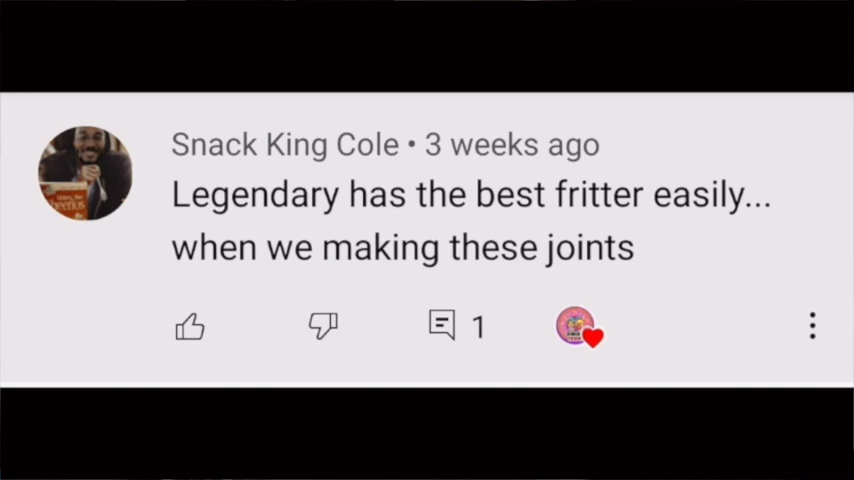 Snack King Cole • 3 weeks ago
Legendary has the best fritter easily...
when we making these joints
1